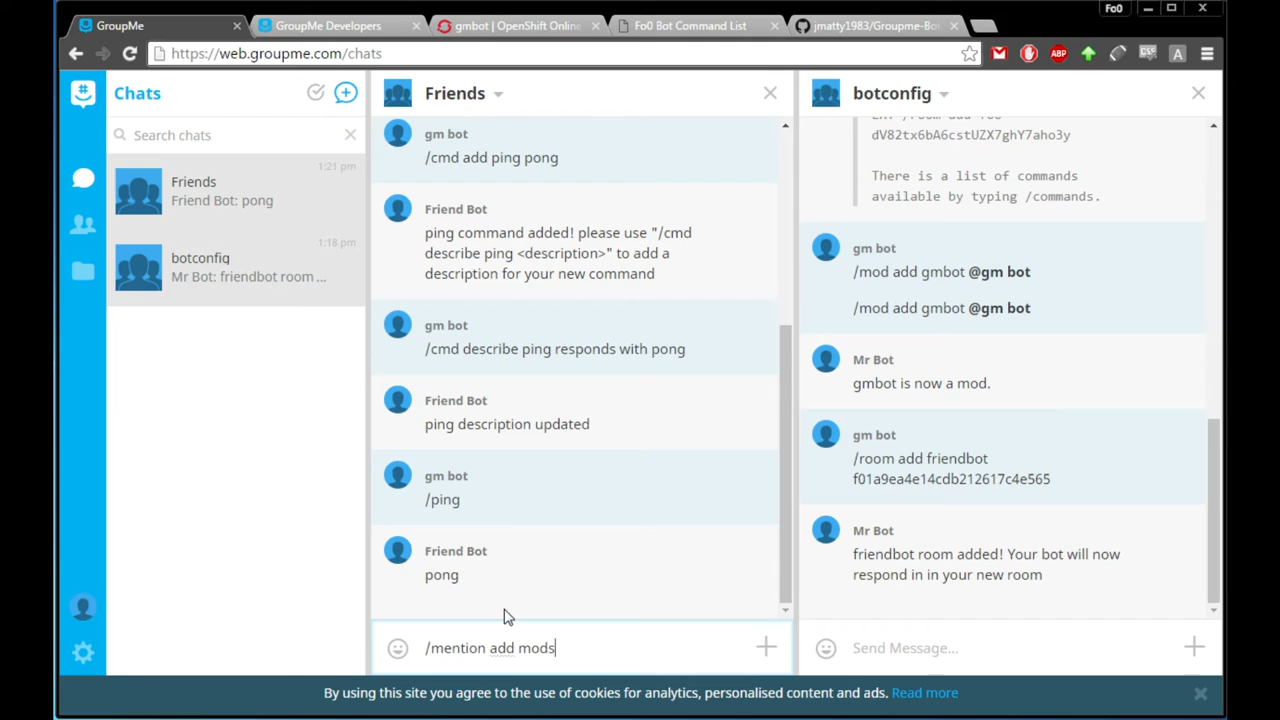 Fo0
GroupMe
GroupMe Developers
gmbot | OpenShift Online
Fo0 Bot Command List
jmatty1983/Groupme-Bo
https://web.groupme.com/chats
Chats
Search chats
1:21 pm
Friends
Friend Bot: pong
1:18 pm
botconfig
Mr Bot: friendbot room ...
Friends
gm bot
/cmd add ping pong
Friend Bot
ping command added! please use "/cmd
describe ping <description>" to add a
description for your new command
gm bot
/cmd describe ping responds with pong
Friend Bot
ping description updated
gm bot
/ping
Friend Bot
pong
/mention add mods
botconfig
dV82tx6bA6cstUZX7ghY7aho3y
There is a list of commands
available by typing /commands.
gm bot
/mod add gmbot @gm bot
/mod add gmbot @gm bot
Mr Bot
gmbot is now a mod.
gm bot
/room add friendbot
f01a9ea4e14cdb212617c4e565
Mr Bot
friendbot room added! Your bot will now
respond in in your new room
Send Message...
By using this site you agree to the use of cookies for analytics, personalised content and ads. Read more